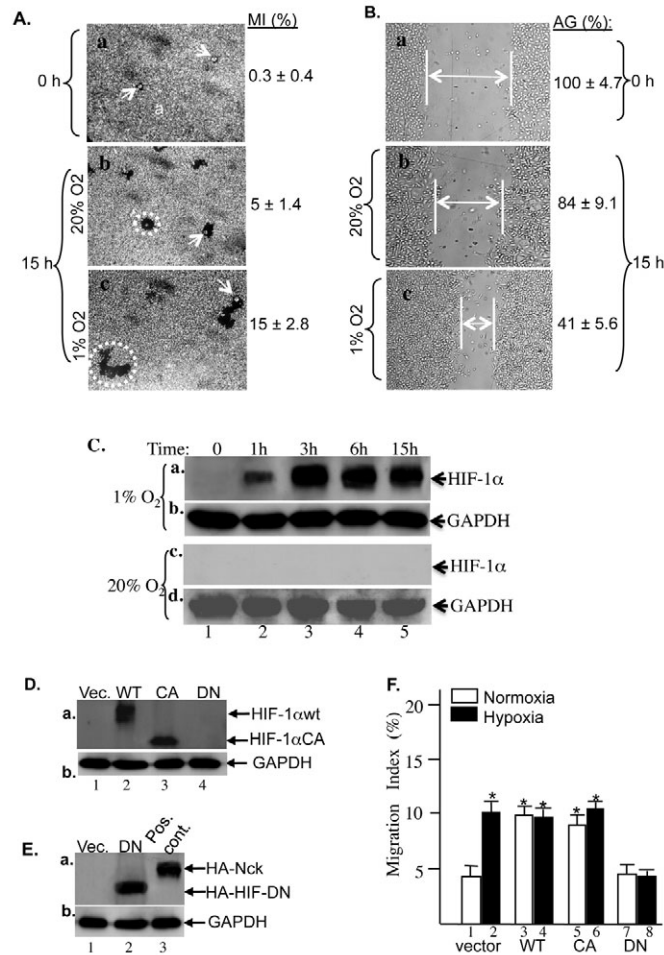 A.
MI (%)
a
0 h
0.3 ± 0.4
a
b
20% O2
5 ± 1.4
15 h
c
1% O2
15 ± 2.8
B.
AG (%):
a
100 ± 4.7
0 h
b
20% O2
84 ± 9.1
15 h
c
1% O2
41 ± 5.6
C.
Time: 0 1h 3h 6h 15h
a.
HIF-1α
1% O2
b.
GAPDH
c.
HIF-1α
20% O2
d.
GAPDH
1 2 3 4 5
D.
Vec. WT CA DN
a.
HIF-1αwt
HIF-1αCA
b.
GAPDH
1 2 3 4
E.
Vec. DN Pos. cont.
a.
HA-Nck
HA-HIF-DN
b.
GAPDH
1 2 3
F.
Normoxia
Hypoxia
Migration Index (%)
20
15
10
5
* * * * *
1 2 3 4 5 6 7 8
vector WT CA DN